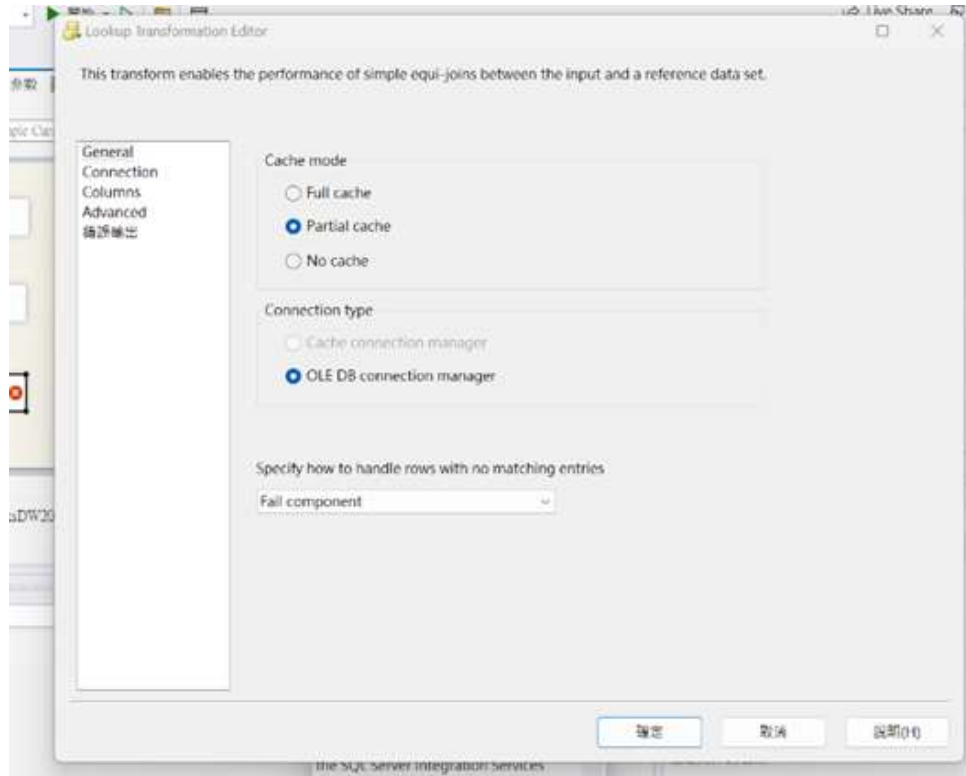 Live Share
Lookup Transformation Editor
This transform enables the performance of simple equi-joins between the input and a reference data set.
參數
General
Connection
Columns
Advanced
錯誤輸出
Cache mode
Full cache
Partial cache
No cache
Connection type
Cache connection manager
OLE DB connection manager
Specify how to handle rows with no matching entries
Fail component
確定
取消
說明(H)
the SQL Server Integration Services